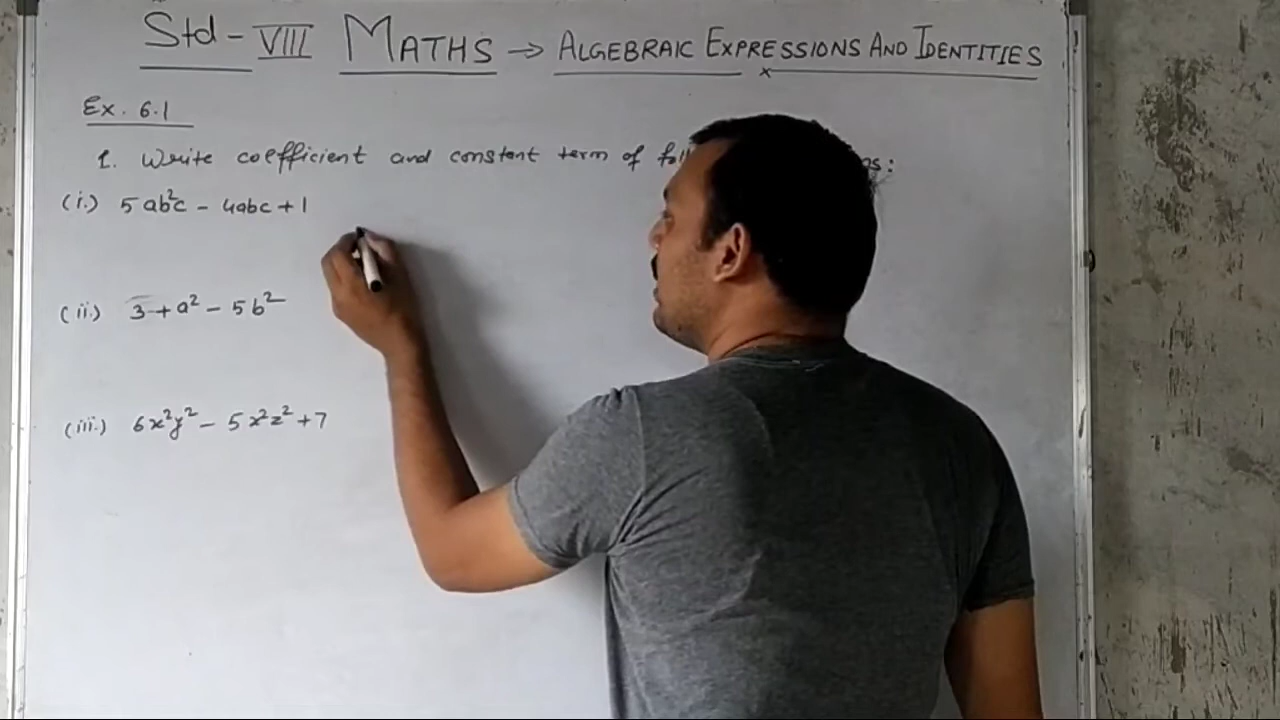 Std - VIII MATHS → ALGEBRAIC EXPRESSIONS AND IDENTITIES
Ex. 6.1
1. Write coefficient and constant term of
(i.) 5ab²c - 4abc + 1
(ii.) 3 + a² - 5b²
(iii.) 6x²y² - 5x²z² + 7